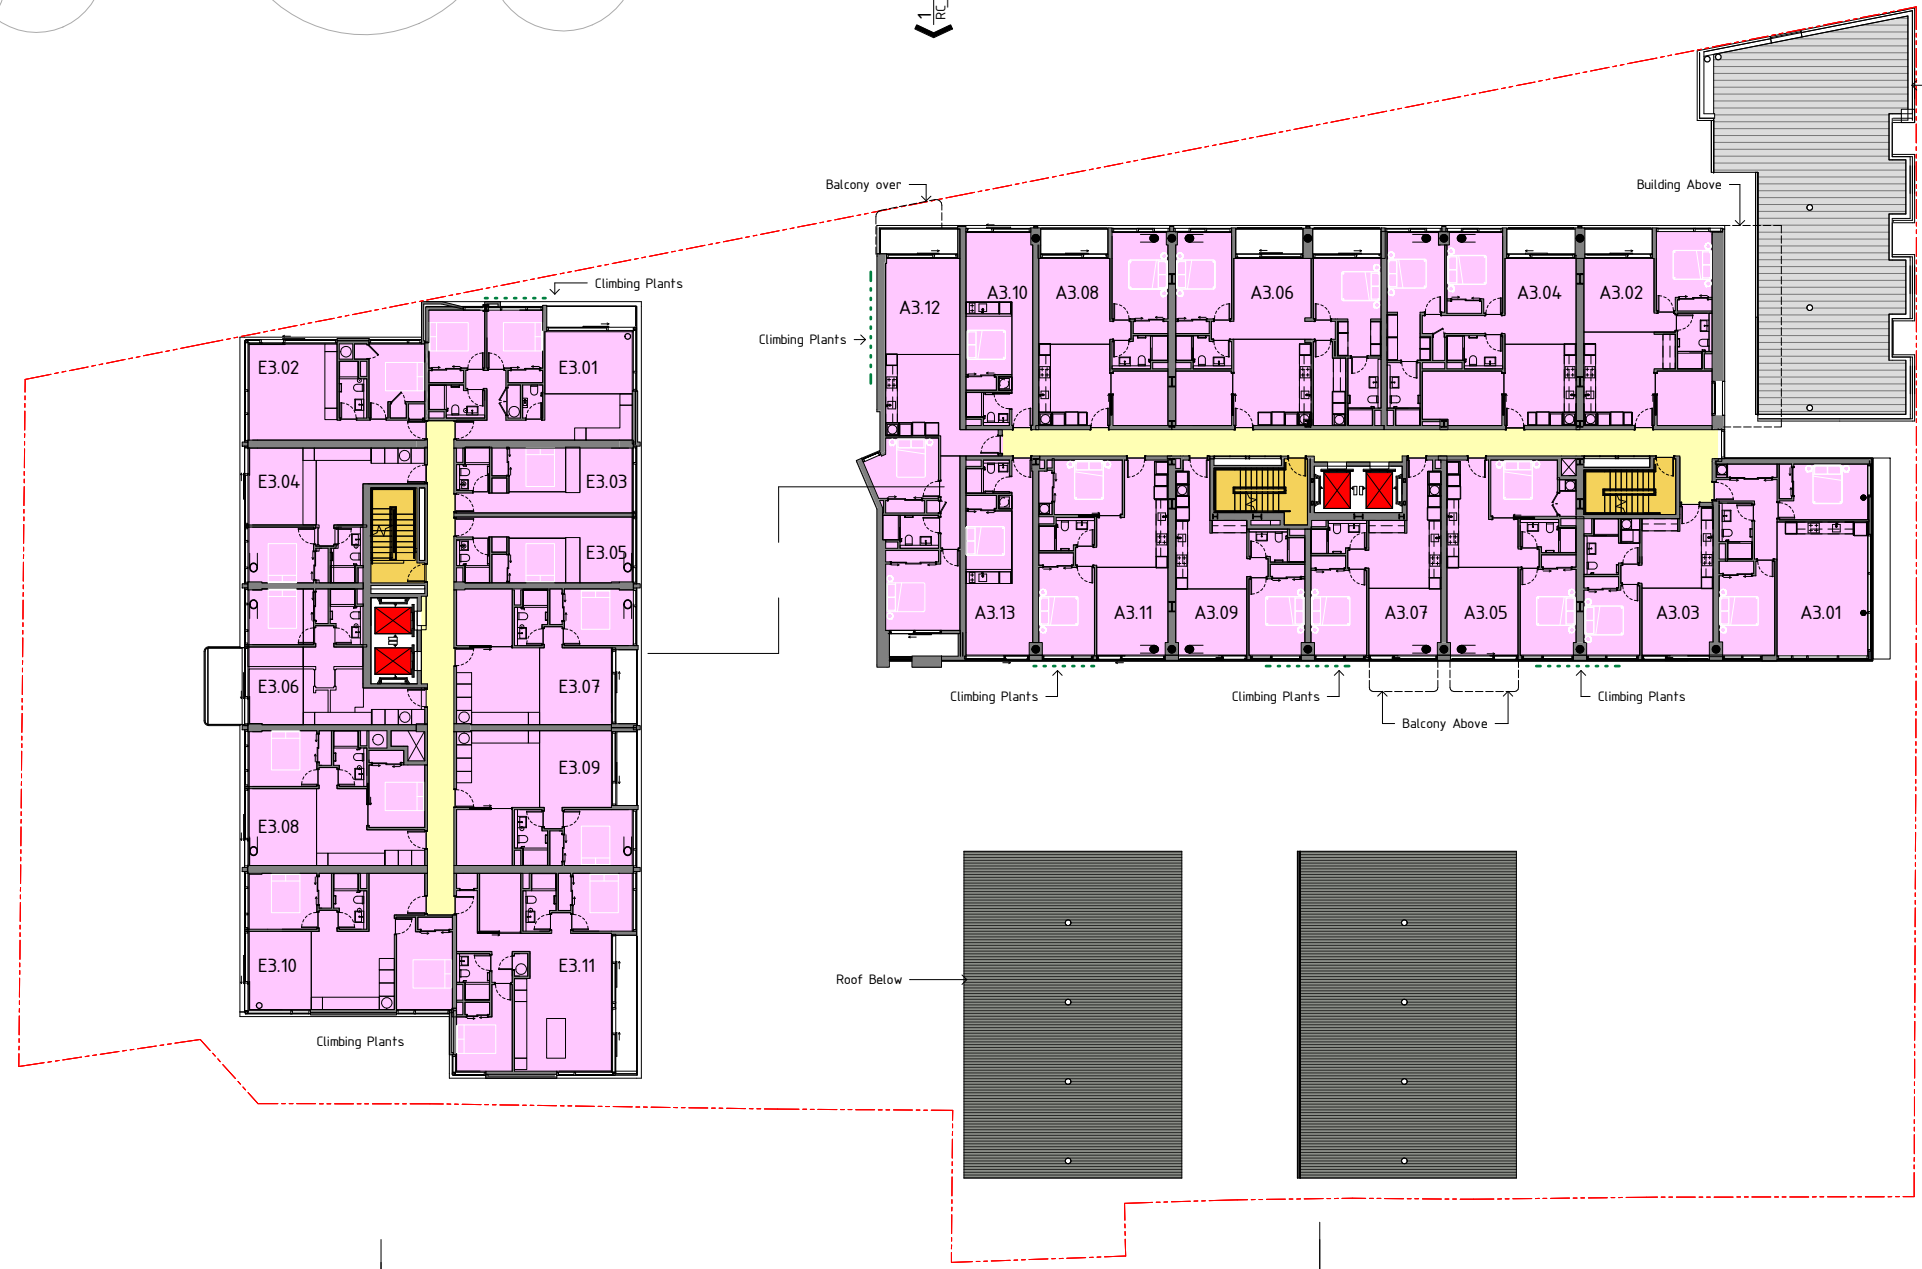 1
RC_
Balcony over
Building Above
Climbing Plants
Climbing Plants
A3.12
A3.10
A3.08
A3.06
A3.04
A3.02
E3.02
E3.01
E3.04
E3.03
E3.05
E3.06
E3.07
E3.09
E3.08
E3.10
E3.11
A3.13
A3.11
A3.09
A3.07
A3.05
A3.03
A3.01
Climbing Plants
Climbing Plants
Climbing Plants
Balcony Above
Roof Below
Climbing Plants